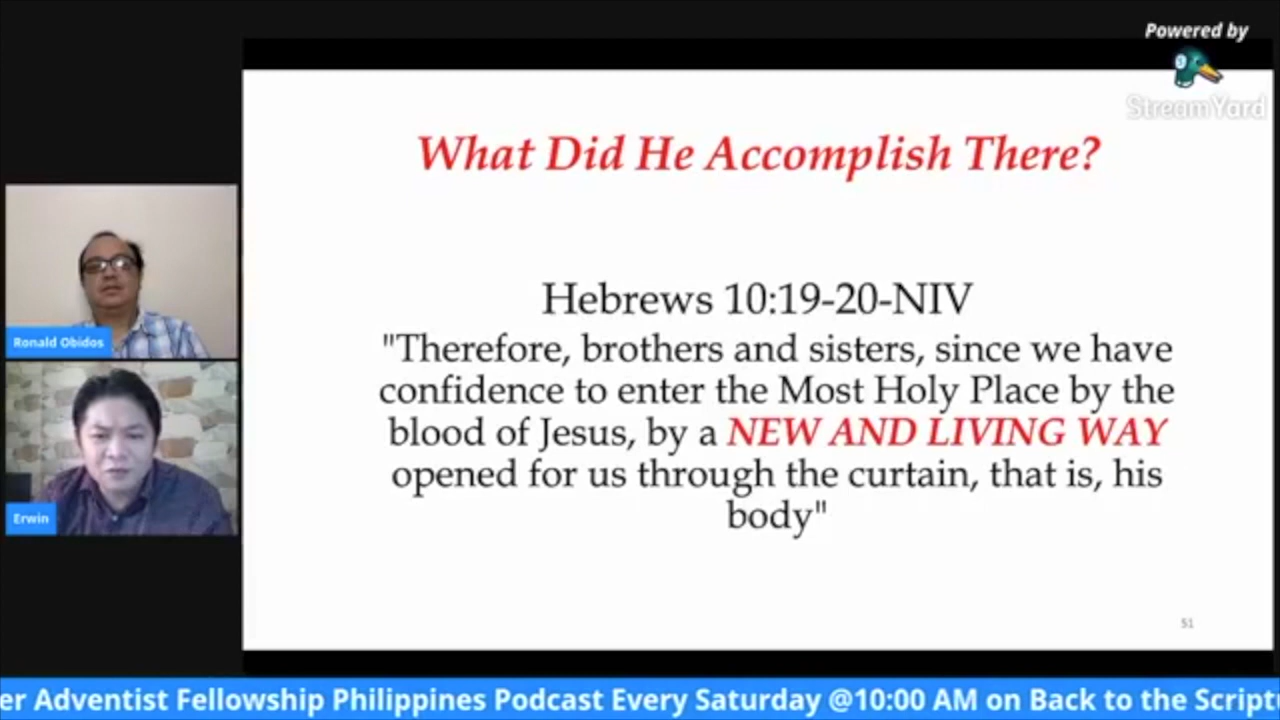 Powered by
StreamYard
What Did He Accomplish There?
Hebrews 10:19-20-NIV
"Therefore, brothers and sisters, since we have
confidence to enter the Most Holy Place by the
blood of Jesus, by a NEW AND LIVING WAY
opened for us through the curtain, that is, his
body"
51
Ronald Obidos
Erwin
er Adventist Fellowship Philippines Podcast Every Saturday @10:00 AM on Back to the Script